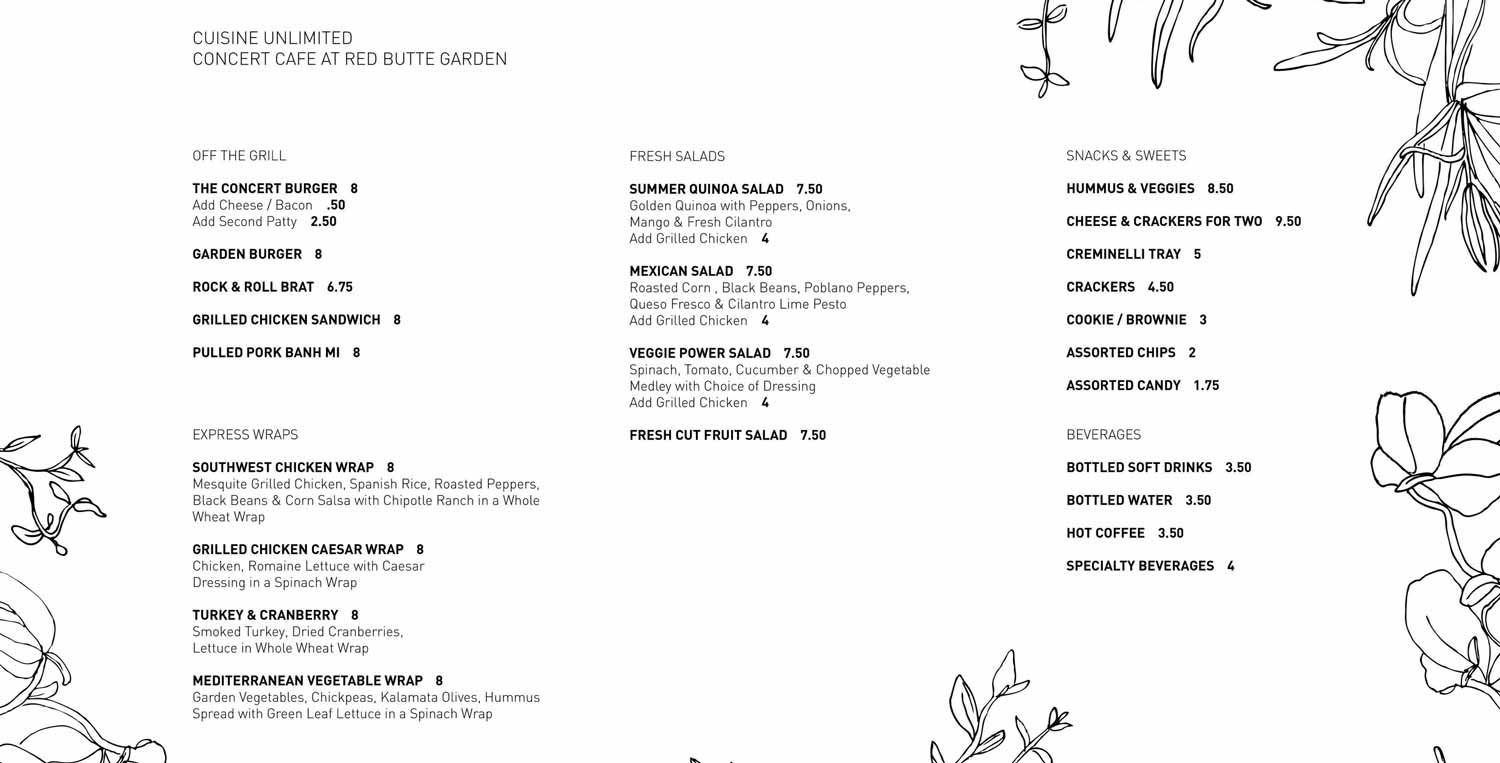 CUISINE UNLIMITED
CONCERT CAFE AT RED BUTTE GARDEN
OFF THE GRILL
THE CONCERT BURGER 8
Add Cheese / Bacon .50
Add Second Patty 2.50
GARDEN BURGER 8
ROCK & ROLL BRAT 6.75
GRILLED CHICKEN SANDWICH 8
PULLED PORK BANH MI 8
EXPRESS WRAPS
SOUTHWEST CHICKEN WRAP 8
Mesquite Grilled Chicken, Spanish Rice, Roasted Peppers,
Black Beans & Corn Salsa with Chipotle Ranch in a Whole
Wheat Wrap
GRILLED CHICKEN CAESAR WRAP 8
Chicken, Romaine Lettuce with Caesar
Dressing in a Spinach Wrap
TURKEY & CRANBERRY 8
Smoked Turkey, Dried Cranberries,
Lettuce in Whole Wheat Wrap
MEDITERRANEAN VEGETABLE WRAP 8
Garden Vegetables, Chickpeas, Kalamata Olives, Hummus
Spread with Green Leaf Lettuce in a Spinach Wrap
FRESH SALADS
SUMMER QUINOA SALAD 7.50
Golden Quinoa with Peppers, Onions,
Mango & Fresh Cilantro
Add Grilled Chicken 4
MEXICAN SALAD 7.50
Roasted Corn , Black Beans, Poblano Peppers,
Queso Fresco & Cilantro Lime Pesto
Add Grilled Chicken 4
VEGGIE POWER SALAD 7.50
Spinach, Tomato, Cucumber & Chopped Vegetable
Medley with Choice of Dressing
Add Grilled Chicken 4
FRESH CUT FRUIT SALAD 7.50
SNACKS & SWEETS
HUMMUS & VEGGIES 8.50
CHEESE & CRACKERS FOR TWO 9.50
CREMINELLI TRAY 5
CRACKERS 4.50
COOKIE / BROWNIE 3
ASSORTED CHIPS 2
ASSORTED CANDY 1.75
BEVERAGES
BOTTLED SOFT DRINKS 3.50
BOTTLED WATER 3.50
HOT COFFEE 3.50
SPECIALTY BEVERAGES 4